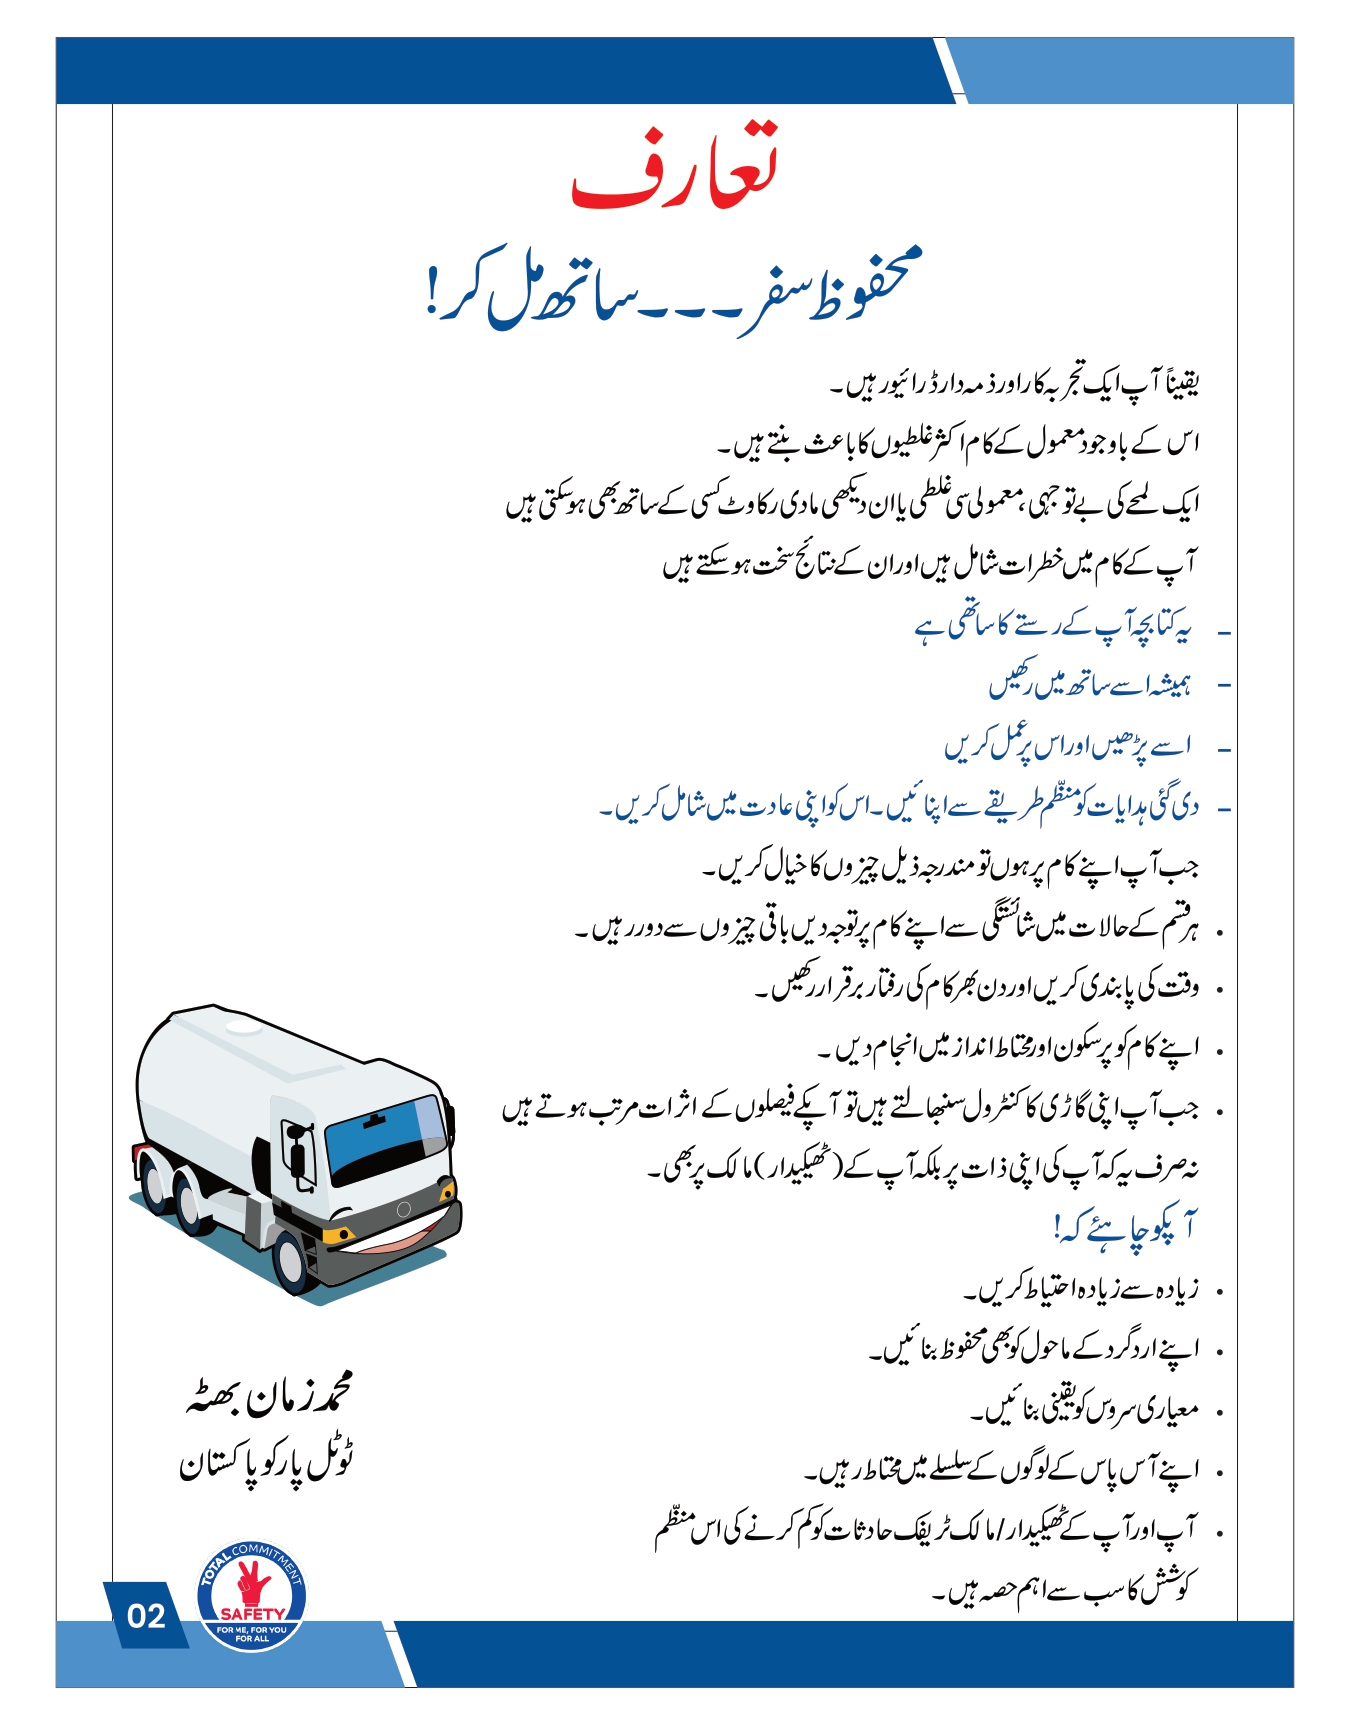 تعارف
محفوظ سفر ۔۔۔ ساتھ مل کر!
یقیناً آپ ایک تجربہ کار اور ذمہ دار ڈرائیور ہیں۔
اس کے باوجود معمول کے کام اکثر غلطیوں کا باعث بنتے ہیں۔
ایک لمحے کی بے توجہی، معمولی سی غلطی یا ان دیکھی مادی رکاوٹ کسی کے ساتھ بھی ہو سکتی ہیں
آپ کے کام میں خطرات شامل ہیں اور ان کے نتائج سخت ہو سکتے ہیں
- یہ کتابچہ آپ کے رستے کا ساتھی ہے
- ہمیشہ اسے ساتھ میں رکھیں
- اسے پڑھیں اور اس پر عمل کریں
- دی گئی ہدایات کو منظّم طریقے سے اپنائیں۔ اس کو اپنی عادت میں شامل کریں۔
جب آپ اپنے کام پر ہوں تو مندرجہ ذیل چیزوں کا خیال کریں۔
• ہر قسم کے حالات میں شائستگی سے اپنے کام پر توجہ دیں باقی چیزوں سے دور رہیں۔
• وقت کی پابندی کریں اور دن بھر کام کی رفتار برقرار رکھیں۔
• اپنے کام کو پرسکون اور محتاط انداز میں انجام دیں۔
• جب آپ اپنی گاڑی کا کنٹرول سنبھالتے ہیں تو آپکے فیصلوں کے اثرات مرتب ہوتے ہیں
نہ صرف یہ کہ آپ کی اپنی ذات پر بلکہ آپ کے (ٹھیکیدار) مالک پر بھی۔
آپکو چاہئے کہ!
• زیادہ سے زیادہ احتیاط کریں۔
• اپنے اردگرد کے ماحول کو بھی محفوظ بنائیں۔
• معیاری سروس کو یقینی بنائیں۔
• اپنے آس پاس کے لوگوں کے سلسلے میں محتاط رہیں۔
• آپ اور آپ کے ٹھیکیدار/مالک ٹریفک حادثات کو کم کرنے کی اس منظّم
کوشش کا سب سے اہم حصہ ہیں۔
محمد زمان بھٹہ
ٹوٹل پارکو پاکستان
TOTAL COMMITMENT
SAFETY
FOR ME, FOR YOU
FOR ALL
02